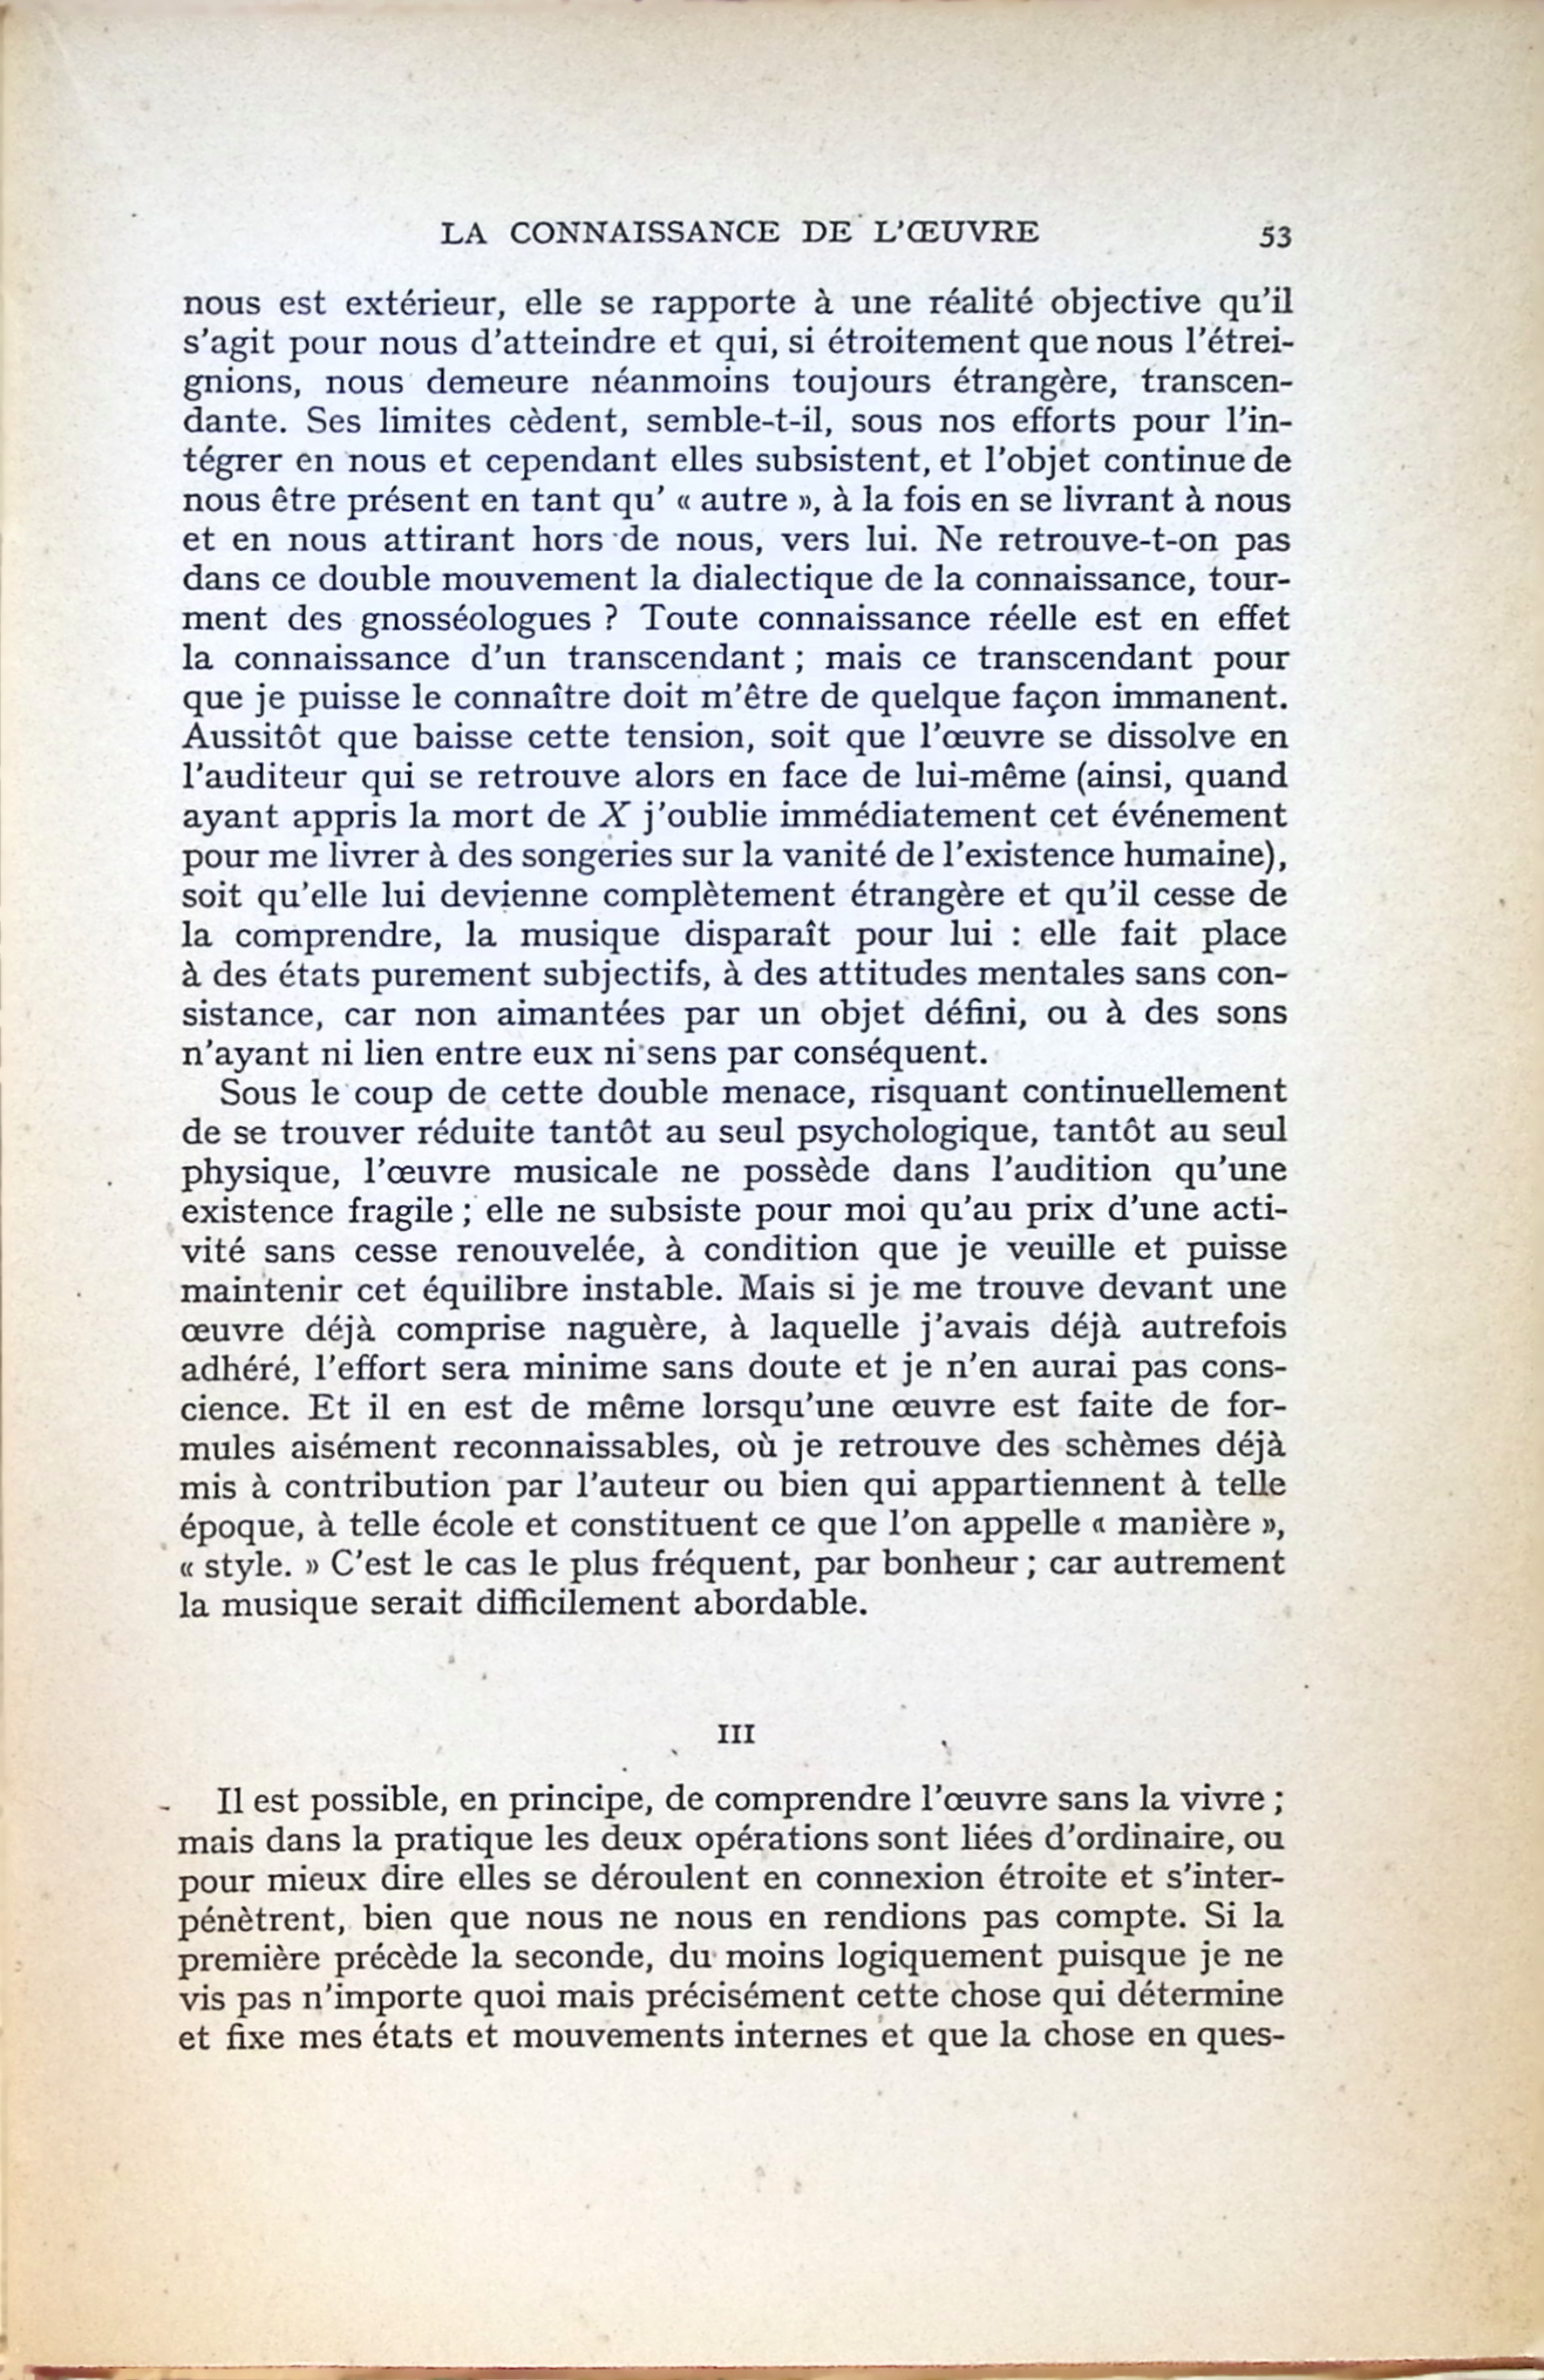 LA CONNAISSANCE DE L'ŒUVRE 53
nous est extérieur, elle se rapporte à une réalité objective qu'il
s'agit pour nous d'atteindre et qui, si étroitement que nous l'étrei-
gnions, nous demeure néanmoins toujours étrangère, transcen-
dante. Ses limites cèdent, semble-t-il, sous nos efforts pour l'in-
tégrer en nous et cependant elles subsistent, et l'objet continue de
nous être présent en tant qu' « autre », à la fois en se livrant à nous
et en nous attirant hors de nous, vers lui. Ne retrouve-t-on pas
dans ce double mouvement la dialectique de la connaissance, tour-
ment des gnosséologues ? Toute connaissance réelle est en effet
la connaissance d'un transcendant ; mais ce transcendant pour
que je puisse le connaître doit m'être de quelque façon immanent.
Aussitôt que baisse cette tension, soit que l'œuvre se dissolve en
l'auditeur qui se retrouve alors en face de lui-même (ainsi, quand
ayant appris la mort de X j'oublie immédiatement cet événement
pour me livrer à des songeries sur la vanité de l'existence humaine),
soit qu'elle lui devienne complètement étrangère et qu'il cesse de
la comprendre, la musique disparaît pour lui : elle fait place
à des états purement subjectifs, à des attitudes mentales sans con-
sistance, car non aimantées par un objet défini, ou à des sons
n'ayant ni lien entre eux ni sens par conséquent.
Sous le coup de cette double menace, risquant continuellement
de se trouver réduite tantôt au seul psychologique, tantôt au seul
physique, l'œuvre musicale ne possède dans l'audition qu'une
existence fragile ; elle ne subsiste pour moi qu'au prix d'une acti-
vité sans cesse renouvelée, à condition que je veuille et puisse
maintenir cet équilibre instable. Mais si je me trouve devant une
œuvre déjà comprise naguère, à laquelle j'avais déjà autrefois
adhéré, l'effort sera minime sans doute et je n'en aurai pas cons-
cience. Et il en est de même lorsqu'une œuvre est faite de for-
mules aisément reconnaissables, où je retrouve des schèmes déjà
mis à contribution par l'auteur ou bien qui appartiennent à telle
époque, à telle école et constituent ce que l'on appelle « manière »,
« style. » C'est le cas le plus fréquent, par bonheur ; car autrement
la musique serait difficilement abordable.
III
Il est possible, en principe, de comprendre l'œuvre sans la vivre ;
mais dans la pratique les deux opérations sont liées d'ordinaire, ou
pour mieux dire elles se déroulent en connexion étroite et s'inter-
pénètrent, bien que nous ne nous en rendions pas compte. Si la
première précède la seconde, du moins logiquement puisque je ne
vis pas n'importe quoi mais précisément cette chose qui détermine
et fixe mes états et mouvements internes et que la chose en ques-